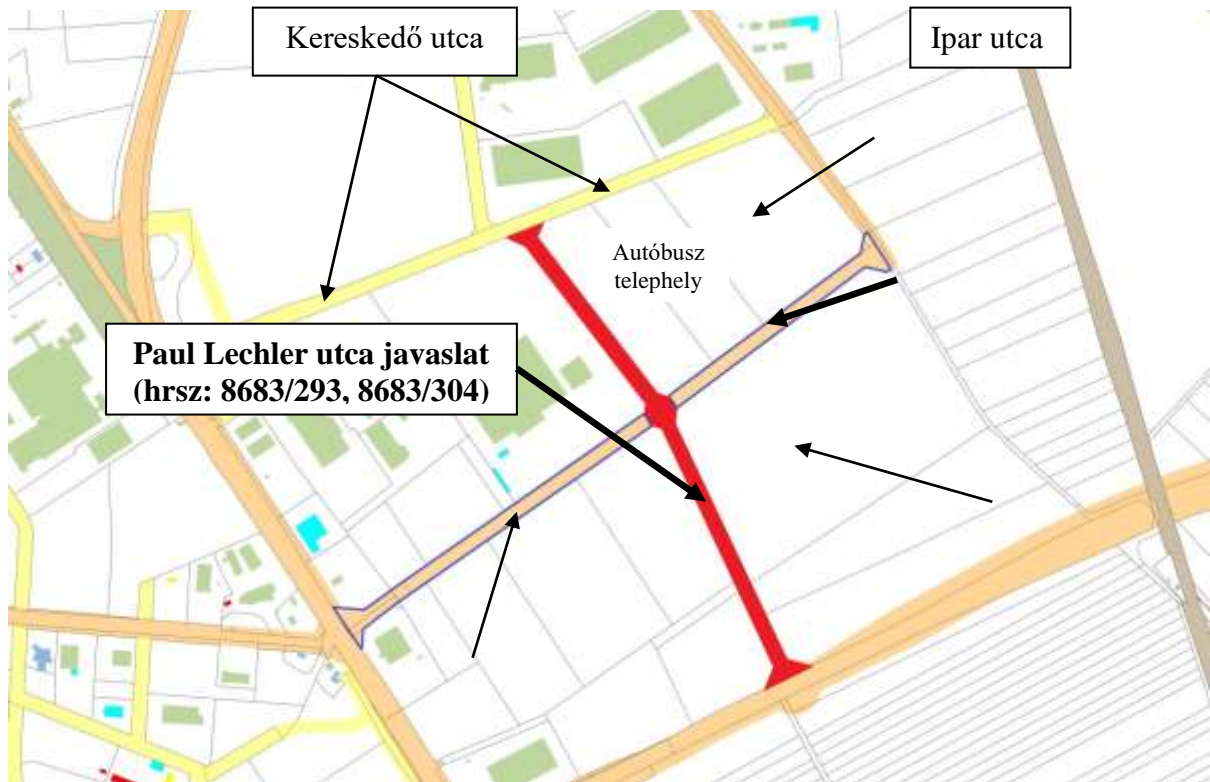 Kereskedő utca
Ipar utca
Autóbusz
telephely
Paul Lechler utca javaslat
(hrsz: 8683/293, 8683/304)